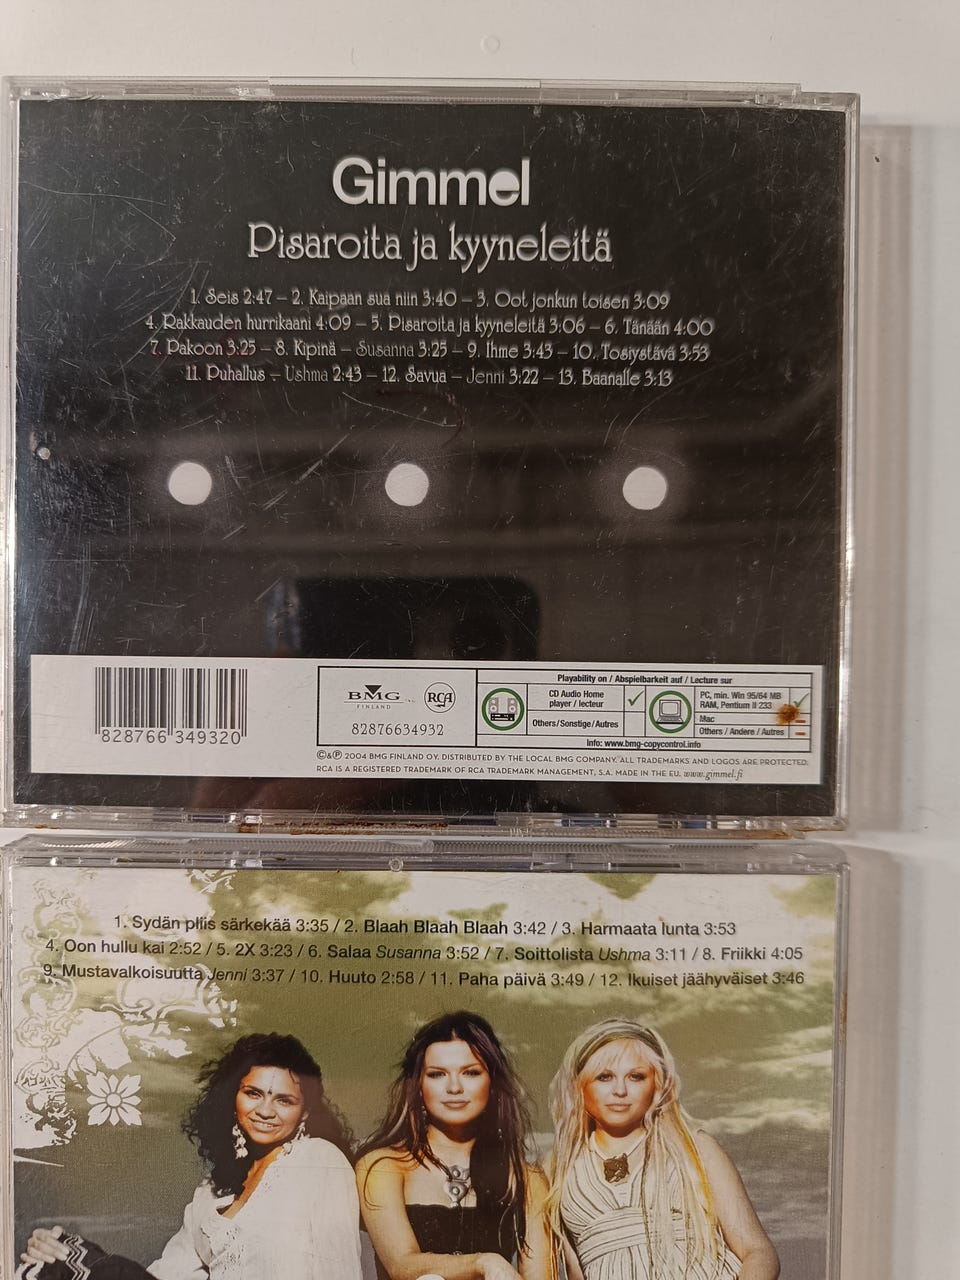 Gimmel
Pisaroita ja kyyneleitä
1. Seis 2:47 – 2. Kaipaan sua niin 3:40 – 3. Oot jonkun toisen 3:09
4. Rakkauden hurrikaani 4:09 – 5. Pisaroita ja kyyneleitä 3:06 – 6. Tänään 4:00
7. Pakoon 3:25 – 8. Kipinä – Susanna 3:25 – 9. Ihme 3:43 – 10. Tosiystävä 3:53
11. Puhallus – Ushma 2:43 – 12. Savua – Jenni 3:22 – 13. Baanalle 3:13
828766 349320
BMG
FINLAND
RCA
82876634932
Playability on / Abspielbarkeit auf / Lecture sur
CD Audio Home
player / lecteur
Others/Sonstige/Autres
PC, min. Win 95/64 MB
RAM, Pentium II 233
Mac
Others / Andere / Autres
Info: www.bmg-copycontrol.info
©&℗ 2004 BMG FINLAND OY. DISTRIBUTED BY THE LOCAL BMG COMPANY. ALL TRADEMARKS AND LOGOS ARE PROTECTED.
RCA IS A REGISTERED TRADEMARK OF RCA TRADEMARK MANAGEMENT, S.A. MADE IN THE EU. www.gimmel.fi
1. Sydän pliis särkekää 3:35 / 2. Blaah Blaah Blaah 3:42 / 3. Harmaata lunta 3:53
4. Oon hullu kai 2:52 / 5. 2X 3:23 / 6. Salaa Susanna 3:52 / 7. Soittolista Ushma 3:11 / 8. Friikki 4:05
9. Mustavalkoisuutta Jenni 3:37 / 10. Huuto 2:58 / 11. Paha päivä 3:49 / 12. Ikuiset jäähyväiset 3:46